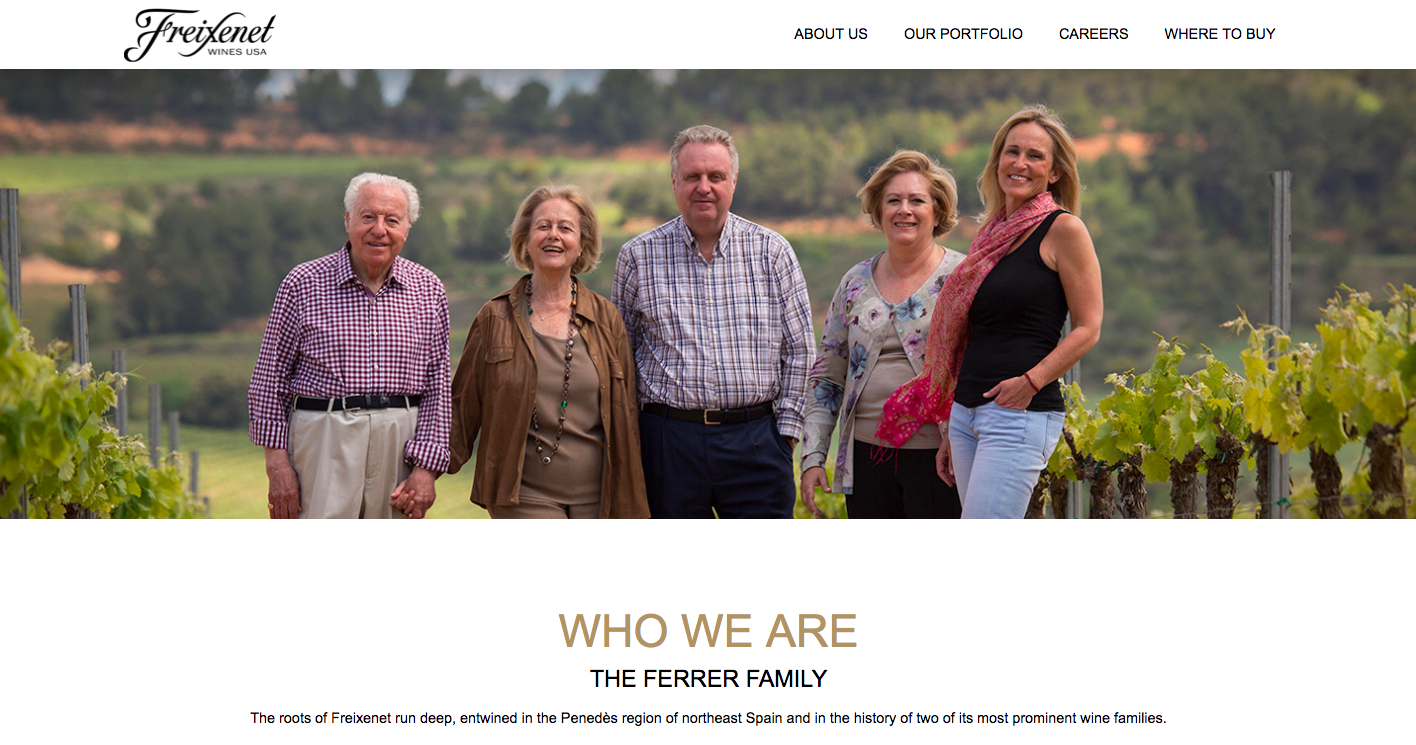 Freixenet
WINES USA
ABOUT US OUR PORTFOLIO CAREERS WHERE TO BUY
WHO WE ARE
THE FERRER FAMILY
The roots of Freixenet run deep, entwined in the Penedès region of northeast Spain and in the history of two of its most prominent wine families.